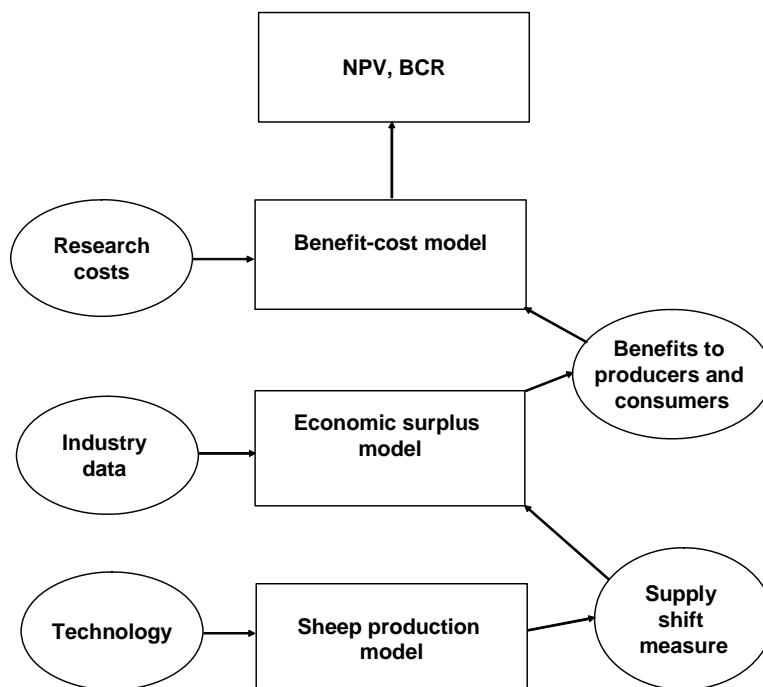 NPV, BCR
Research
costs
Benefit-cost model
Benefits to
producers and
consumers
Industry
data
Economic surplus
model
Technology
Sheep production
model
Supply
shift
measure